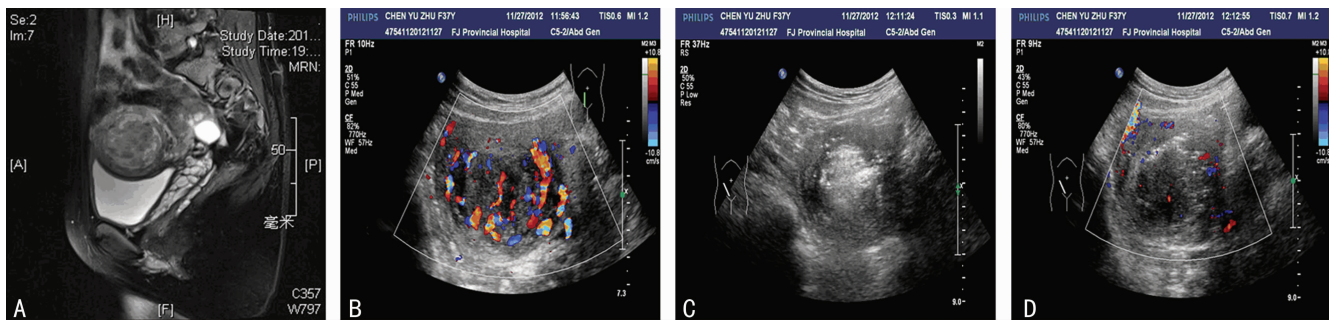 Se:2
Im:7
[H]
Study Date:201...
Study Time:19:...
MRN:
[A]
50
[P]
毫米
C357
W797
[F]
A
PHILIPS
CHEN YU ZHU F37Y
11/27/2012
11:56:43
TIS0.6 MI 1.2
47541120121127
FJ Provincial Hospital
C5-2/Abd Gen
FR 10Hz
P1
2D
51%
C 55
P Med
Gen
CF
82%
770Hz
WF 57Hz
Med
M2 M3
+10.8
-10.8
cm/s
x
7.3
B
PHILIPS
CHEN YU ZHU F37Y
11/27/2012
12:11:24
TIS0.3 MI 1.1
47541120121127
FJ Provincial Hospital
C5-2/Abd Gen
FR 37Hz
RS
2D
50%
C 55
P Low
Res
M2
x
9.0
C
PHILIPS
CHEN YU ZHU F37Y
11/27/2012
12:12:55
TIS0.7 MI 1.2
47541120121127
FJ Provincial Hospital
C5-2/Abd Gen
FR 9Hz
P1
2D
43%
C 55
P Med
Gen
CF
80%
770Hz
WF 57Hz
Med
M2 M3
+10.8
-10.8
cm/s
x
9.0
D